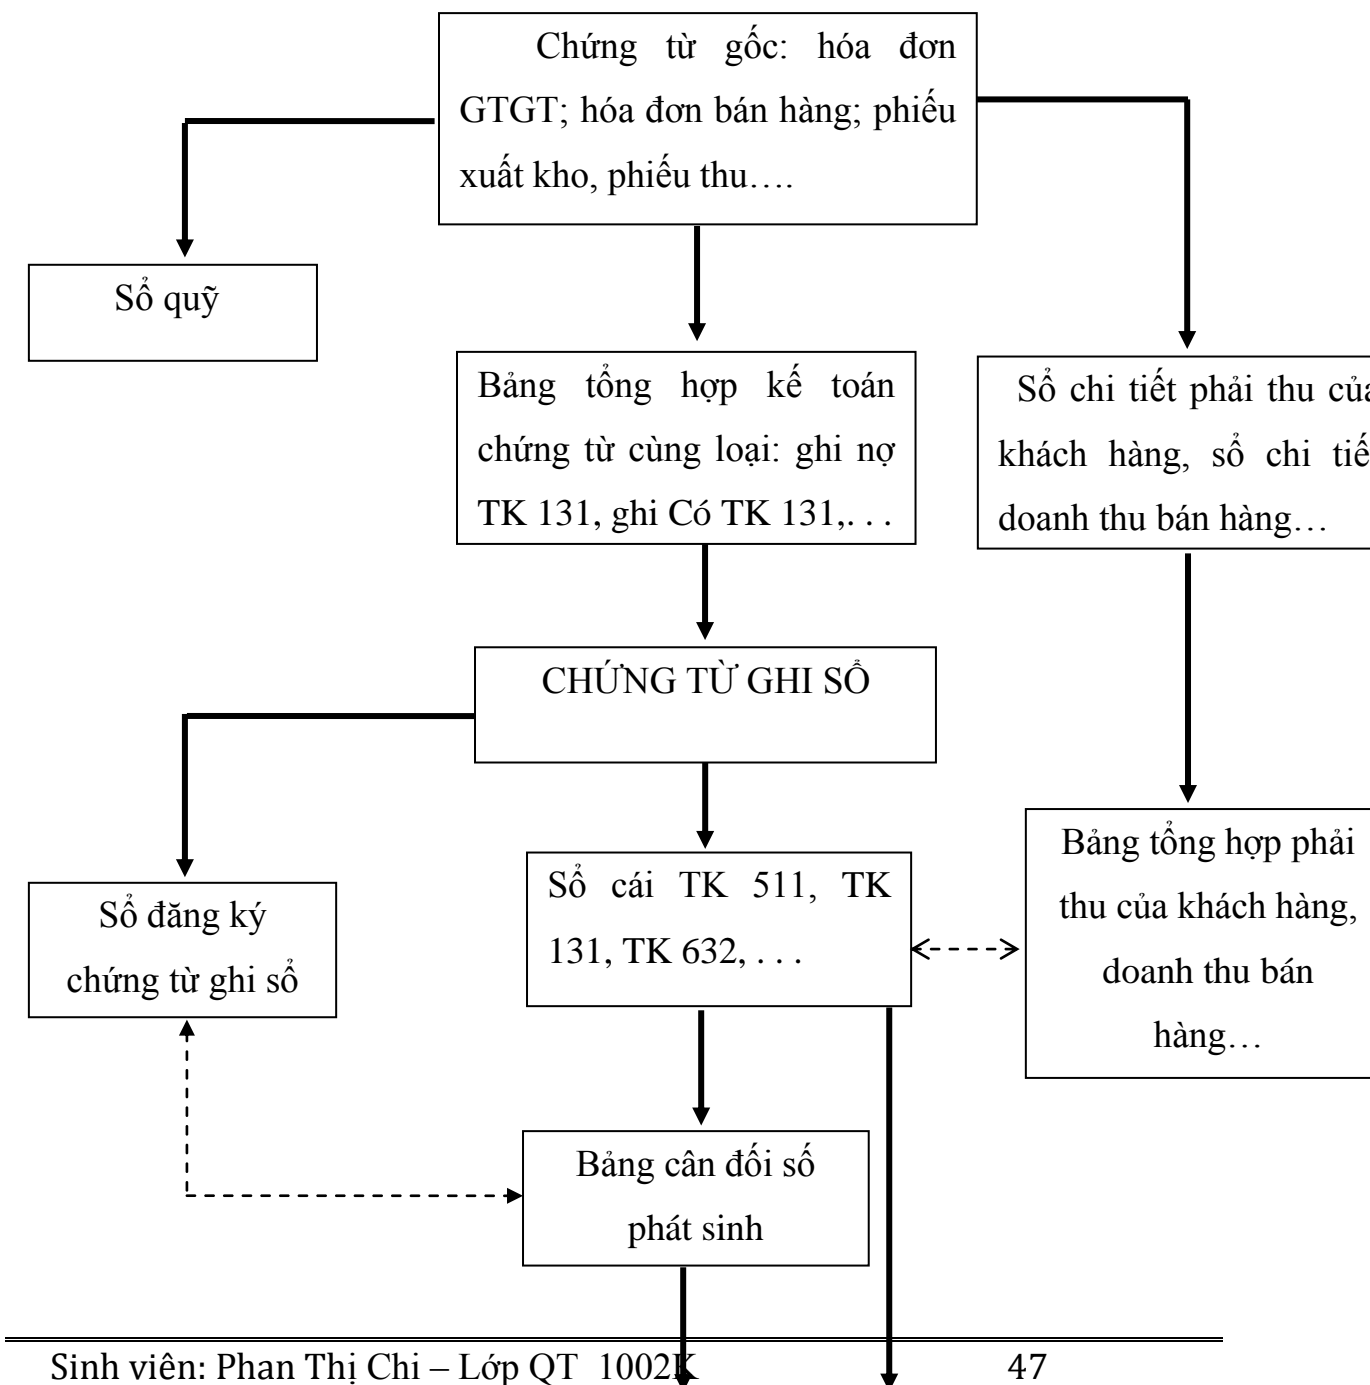 Chứng từ gốc: hóa đơn
GTGT; hóa đơn bán hàng; phiếu
xuất kho, phiếu thu….
Sổ quỹ
Bảng tổng hợp kế toán
chứng từ cùng loại: ghi nợ
TK 131, ghi Có TK 131,. . .
Sổ chi tiết phải thu của
khách hàng, sổ chi tiế
doanh thu bán hàng…
CHỨNG TỪ GHI SỔ
Sổ đăng ký
chứng từ ghi sổ
Sổ cái TK 511, TK
131, TK 632, . . .
Bảng tổng hợp phải
thu của khách hàng,
doanh thu bán
hàng…
Bảng cân đối số
phát sinh
Sinh viên: Phan Thị Chi – Lớp QT 1002K 47